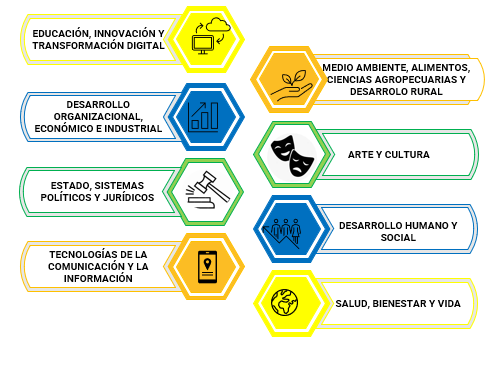 EDUCACIÓN, INNOVACIÓN Y
TRANSFORMACIÓN DIGITAL
DESARROLLO
ORGANIZACIONAL,
ECONÓMICO E INDUSTRIAL
ESTADO, SISTEMAS
POLÍTICOS Y JURÍDICOS
TECNOLOGÍAS DE LA
COMUNICACIÓN Y LA
INFORMACIÓN
MEDIO AMBIENTE, ALIMENTOS,
CIENCIAS AGROPECUARIAS Y
DESARROLO RURAL
ARTE Y CULTURA
DESARROLLO HUMANO Y
SOCIAL
SALUD, BIENESTAR Y VIDA